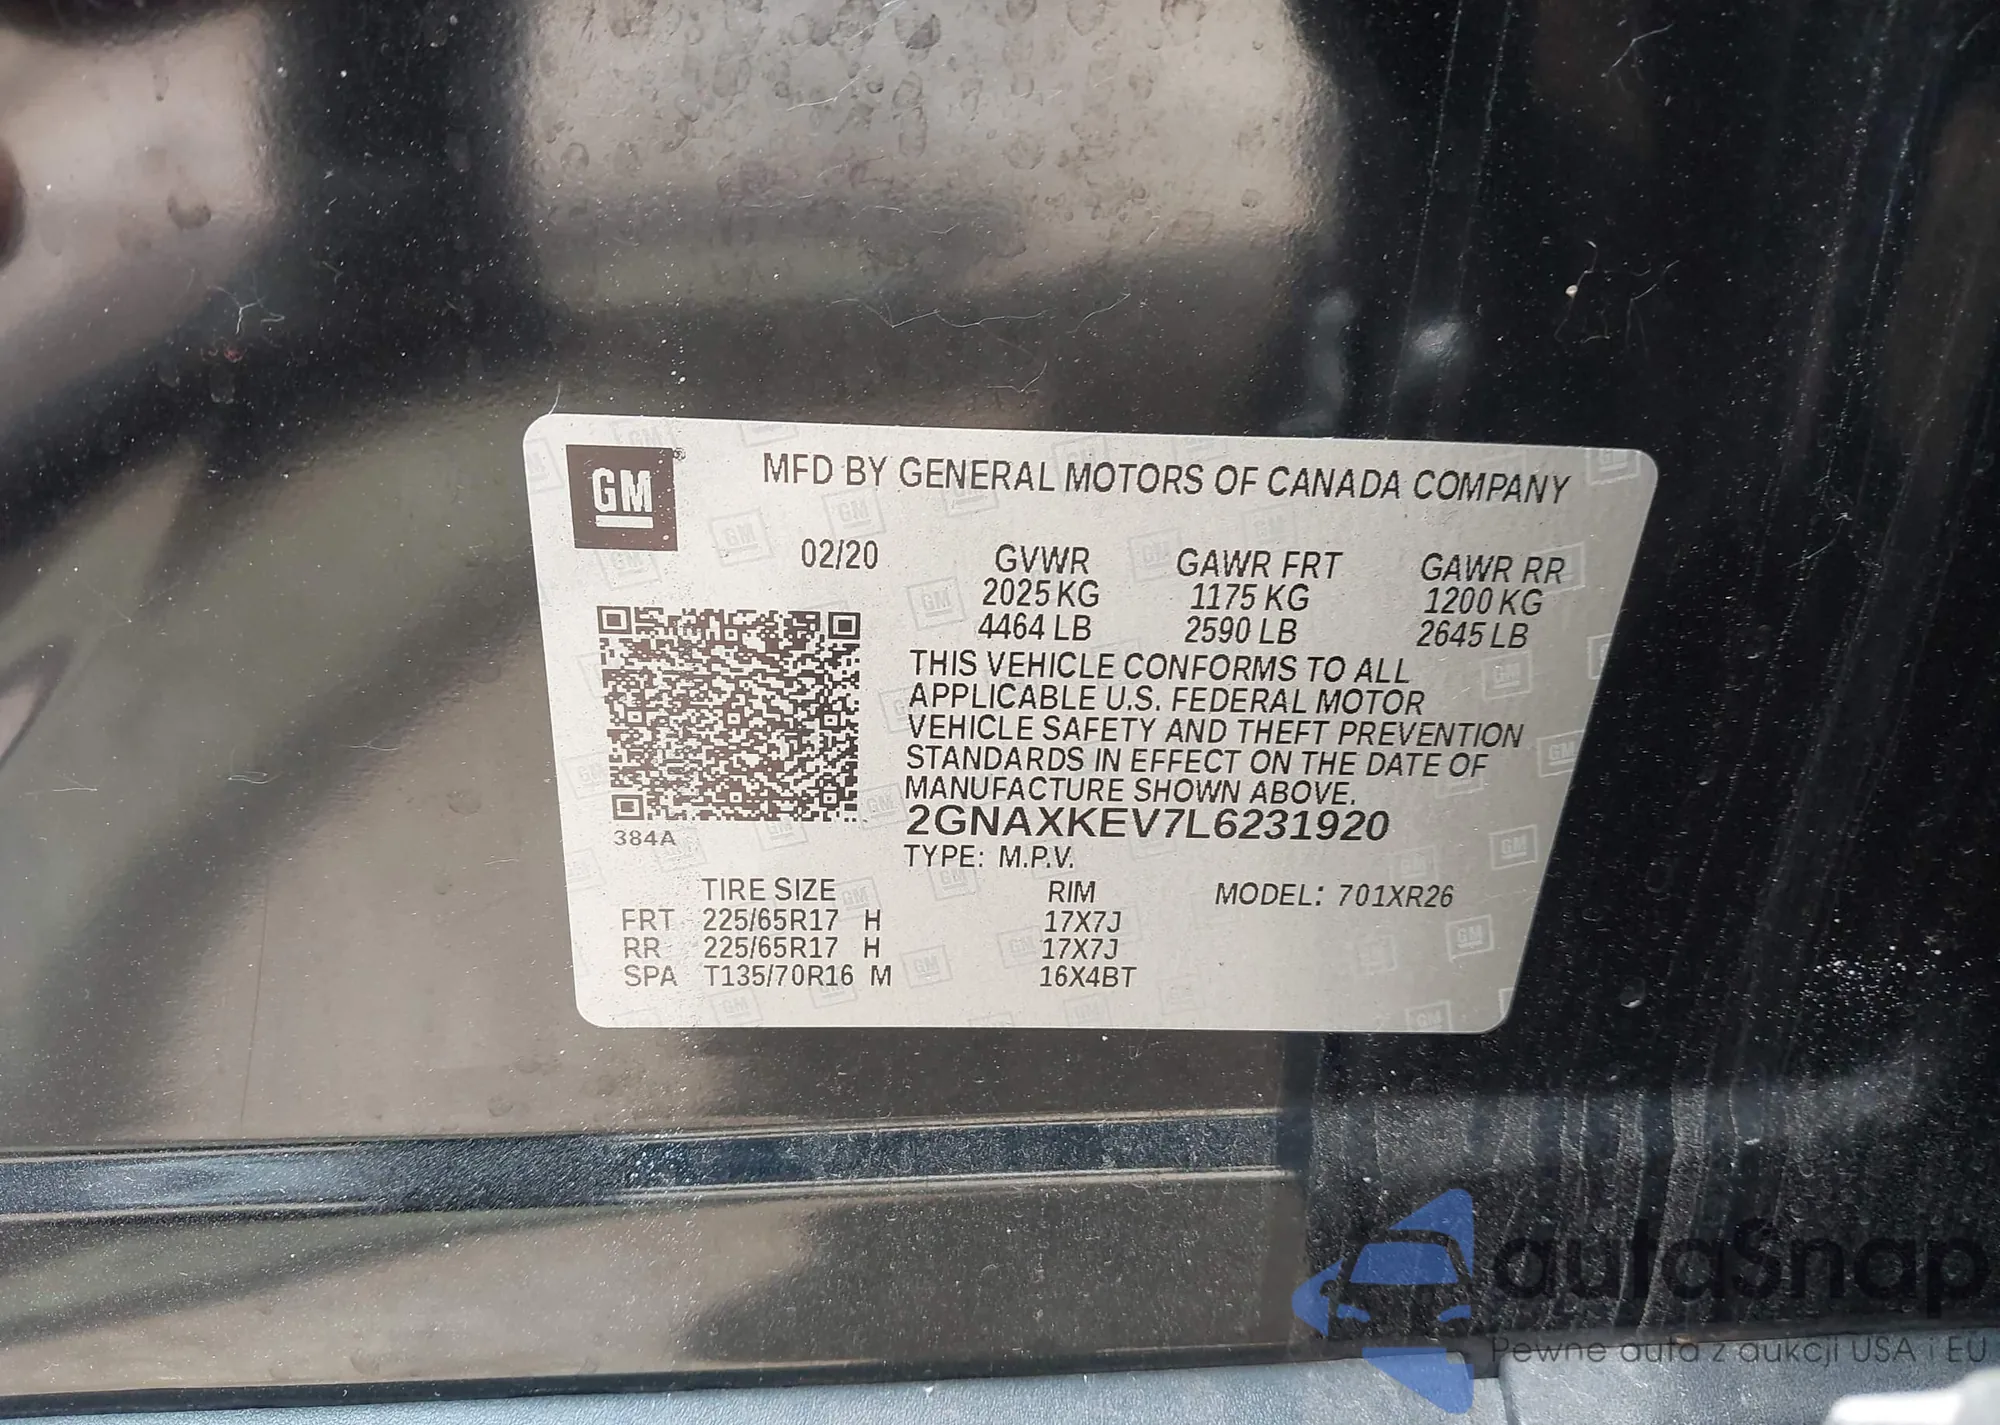 GM
MFD BY GENERAL MOTORS OF CANADA COMPANY
02/20 GVWR GAWR FRT GAWR RR
2025 KG 1175 KG 1200 KG
4464 LB 2590 LB 2645 LB
THIS VEHICLE CONFORMS TO ALL
APPLICABLE U.S. FEDERAL MOTOR
VEHICLE SAFETY AND THEFT PREVENTION
STANDARDS IN EFFECT ON THE DATE OF
MANUFACTURE SHOWN ABOVE.
384A
2GNAXKEV7L6231920
TYPE: M.P.V.
TIRE SIZE RIM MODEL: 701XR26
FRT 225/65R17 H 17X7J
RR 225/65R17 H 17X7J
SPA T135/70R16 M 16X4BT
autaSnap
Pewne auta z aukcji USA i EU